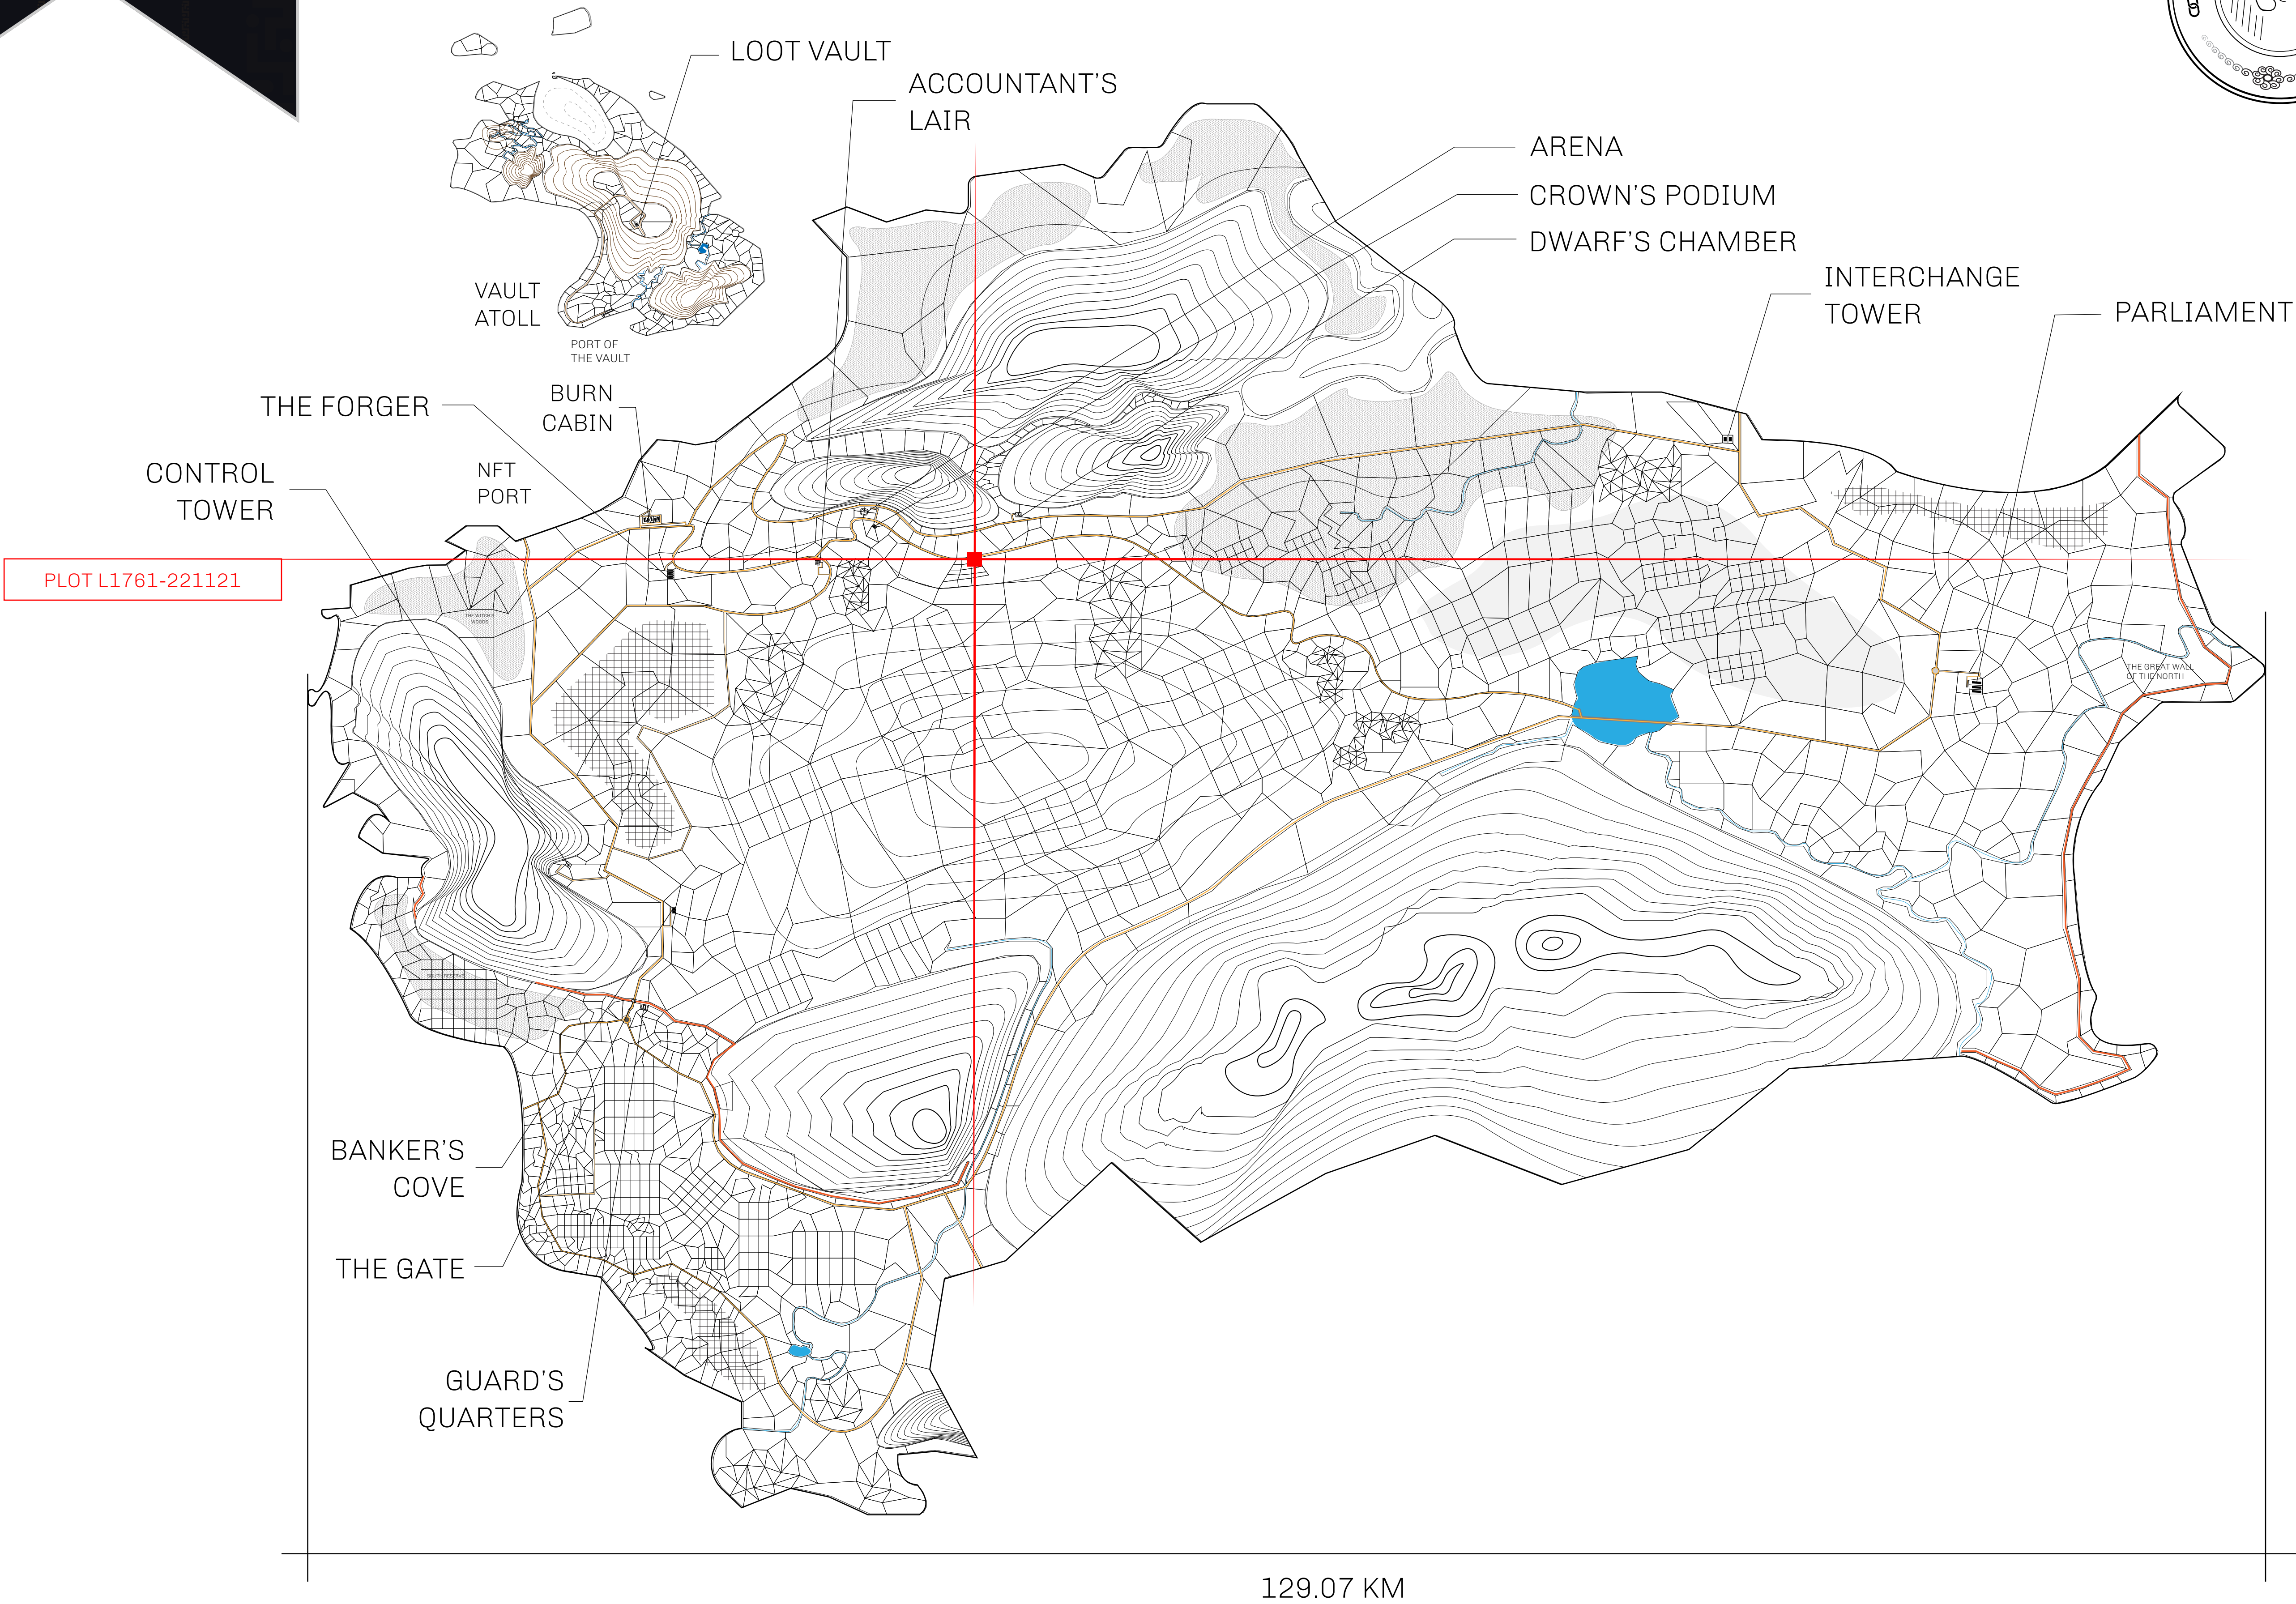 LOOT VAULT
ACCOUNTANT'S
LAIR
ARENA
CROWN'S PODIUM
DWARF'S CHAMBER
INTERCHANGE
TOWER
PARLIAMENT
VAULT
ATOLL
PORT OF
THE VAULT
BURN
CABIN
THE FORGER
CONTROL
TOWER
NFT
PORT
PLOT L1761-221121
THE WITCH'S
WOODS
THE GREAT WALL
OF THE NORTH
SOUTH RESERVE
BANKER'S
COVE
THE GATE
GUARD'S
QUARTERS
129.07 KM